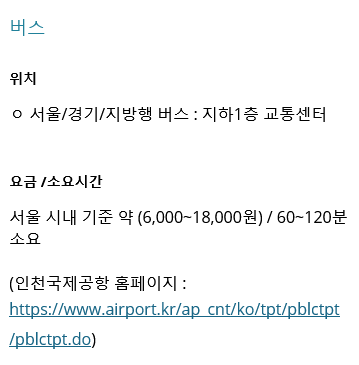 버스
위치
ㅇ 서울/경기/지방행 버스 : 지하1층 교통센터
요금 /소요시간
서울 시내 기준 약 (6,000~18,000원) / 60~120분
소요
(인천국제공항 홈페이지 :
https://www.airport.kr/ap_cnt/ko/tpt/pblctpt
/pblctpt.do)